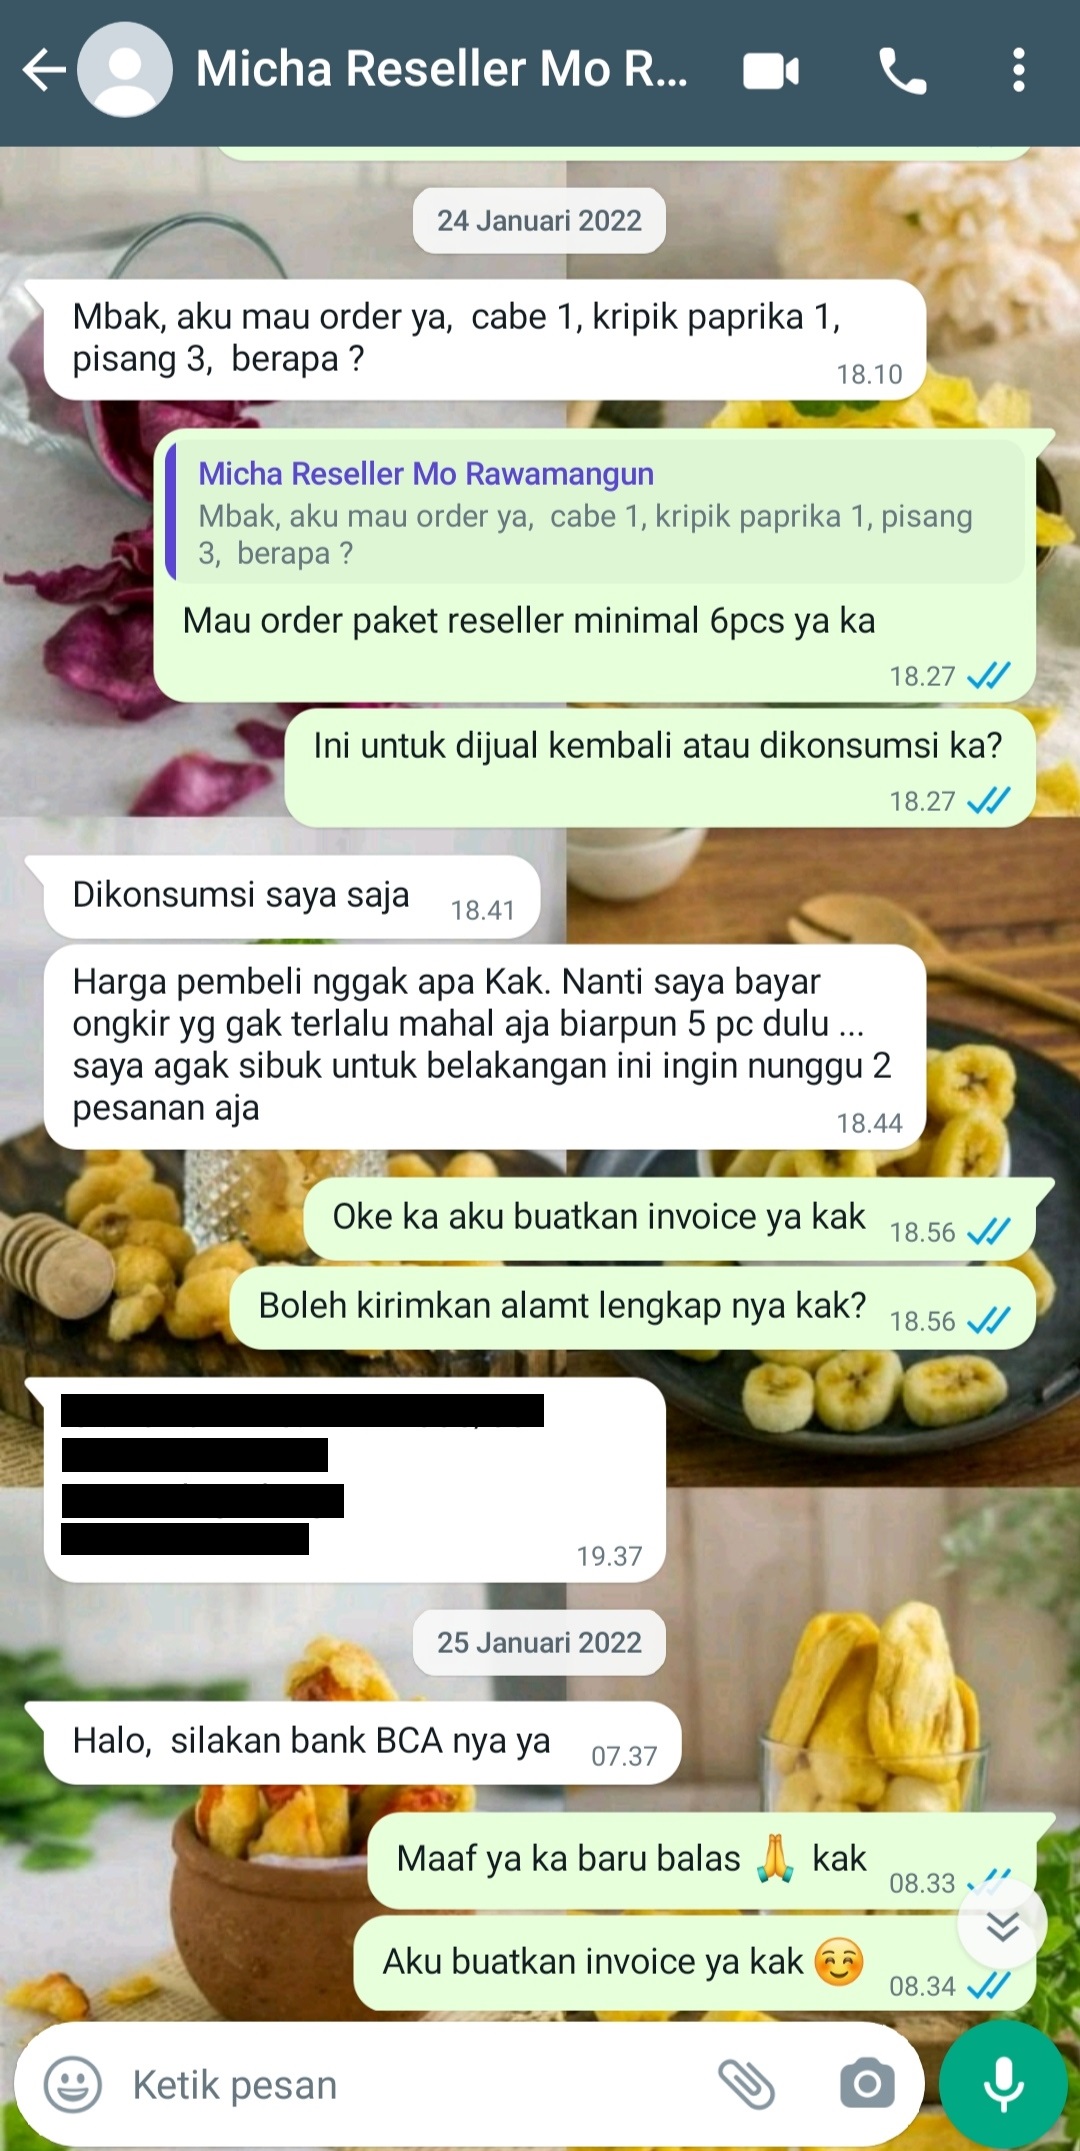 Micha Reseller Mo R...
24 Januari 2022
Mbak, aku mau order ya,  cabe 1, kripik paprika 1,
pisang 3,  berapa ?
18.10
Micha Reseller Mo Rawamangun
Mbak, aku mau order ya,  cabe 1, kripik paprika 1, pisang
3,  berapa ?
Mau order paket reseller minimal 6pcs ya ka
18.27
Ini untuk dijual kembali atau dikonsumsi ka?
18.27
Dikonsumsi saya saja 18.41
Harga pembeli nggak apa Kak. Nanti saya bayar
ongkir yg gak terlalu mahal aja biarpun 5 pc dulu ...
saya agak sibuk untuk belakangan ini ingin nunggu 2
pesanan aja
18.44
Oke ka aku buatkan invoice ya kak 18.56
Boleh kirimkan alamt lengkap nya kak? 18.56
19.37
25 Januari 2022
Halo,  silakan bank BCA nya ya 07.37
Maaf ya ka baru balas 🙏 kak 08.33
Aku buatkan invoice ya kak ☺️ 08.34
Ketik pesan